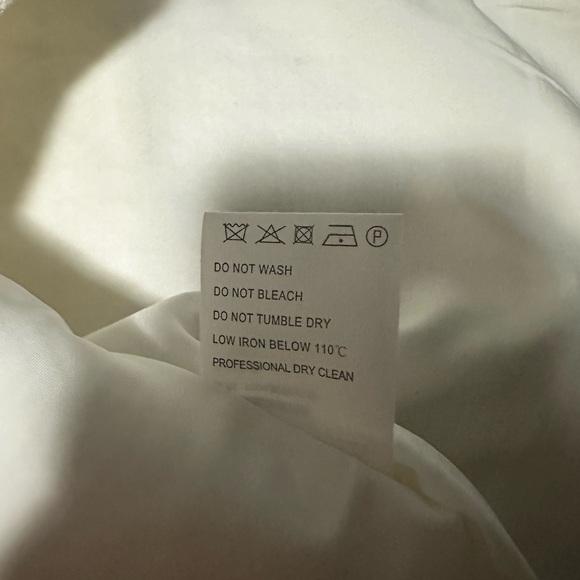 P
DO NOT WASH
DO NOT BLEACH
DO NOT TUMBLE DRY
LOW IRON BELOW 110℃
PROFESSIONAL DRY CLEAN